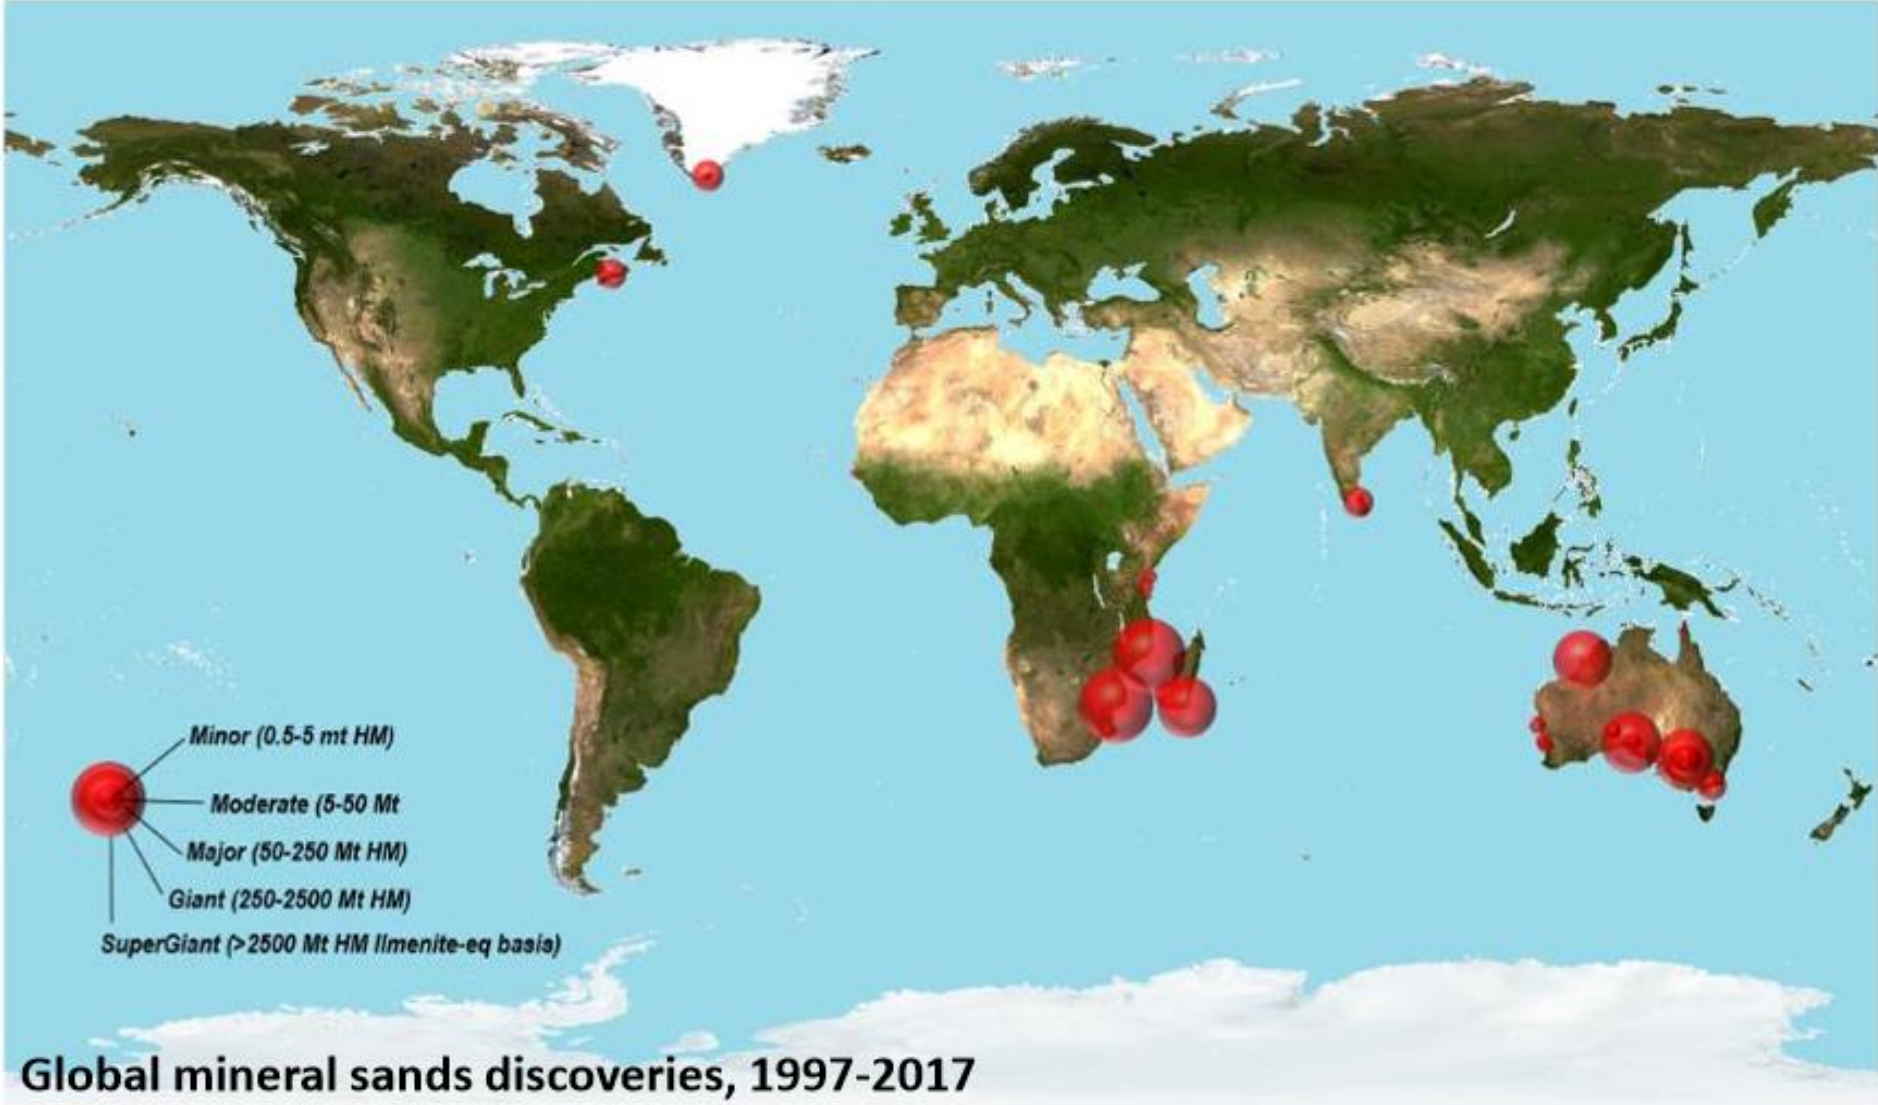 Minor (0.5-5 mt HM)
Moderate (5-50 Mt
Major (50-250 Mt HM)
Giant (250-2500 Mt HM)
SuperGiant (>2500 Mt HM Ilmenite-eq basis)
Global mineral sands discoveries, 1997-2017